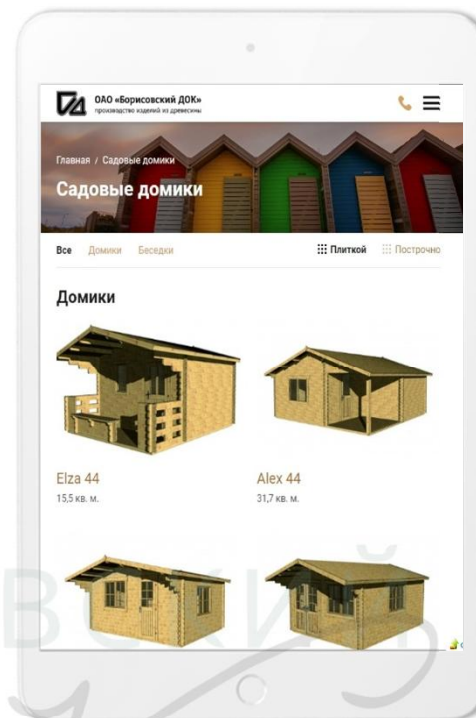 ОАО «Борисовский ДОК»
производство изделий из древесины
Главная / Садовые домики
Садовые домики
Все Домики Беседки Плиткой Построчно
Домики
Elza 44 Alex 44
15,5 кв. м. 31,7 кв. м.
ВСКИЙ